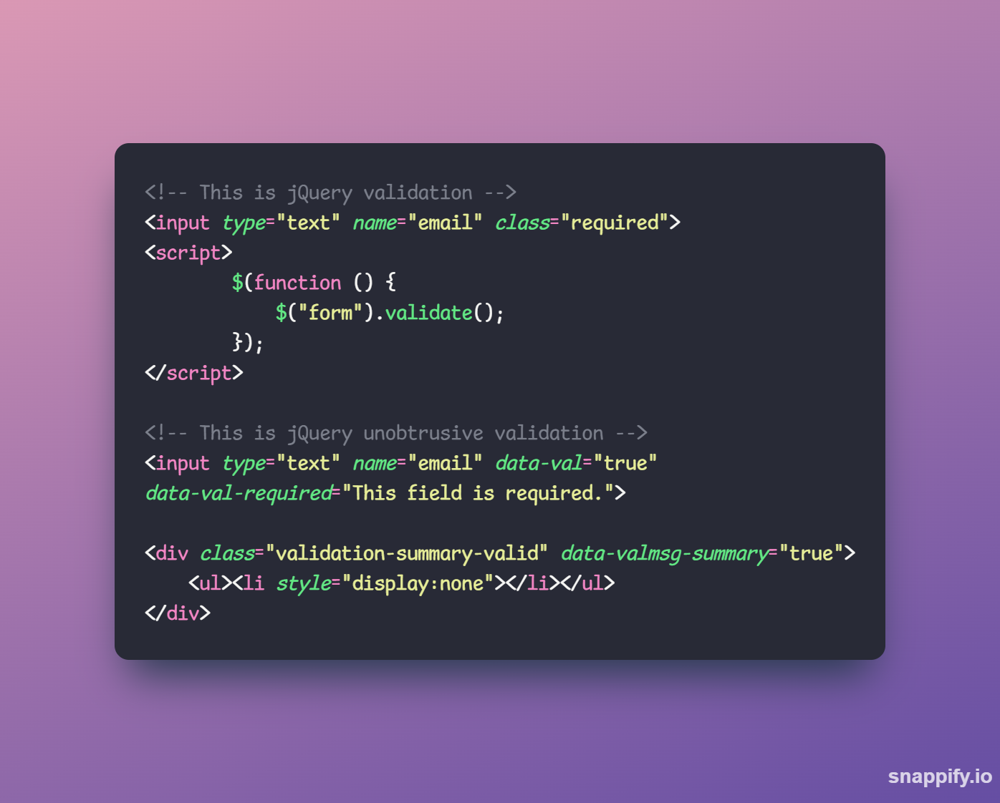 <!-- This is jQuery validation -->
<input type="text" name="email" class="required">
<script>
        $(function () {
            $("form").validate();
        });
</script>

<!-- This is jQuery unobtrusive validation -->
<input type="text" name="email" data-val="true"
data-val-required="This field is required.">

<div class="validation-summary-valid" data-valmsg-summary="true">
    <ul><li style="display:none"></li></ul>
</div>
snappify.io